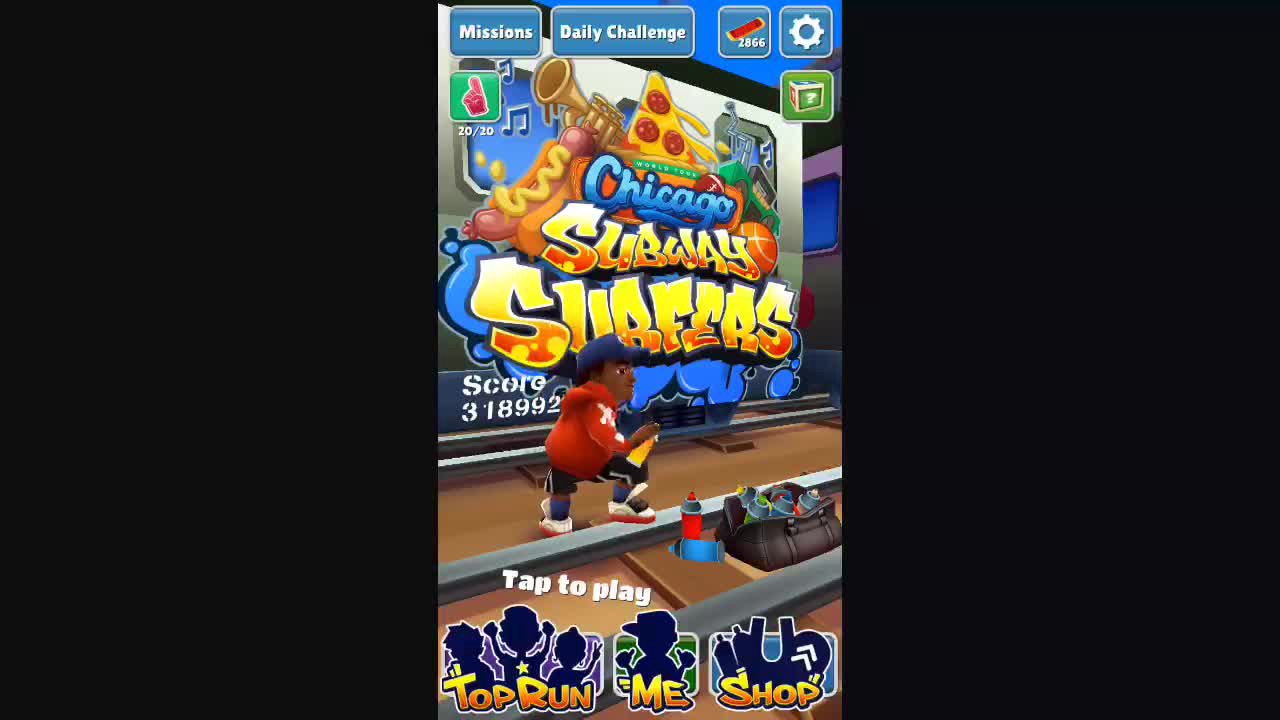 Missions
Daily Challenge
2866
20/20
?
WORLD TOUR
Chicago
SUBWAY
SURFERS
Score
318992
Tap to play
TOP RUN
ME
SHOP